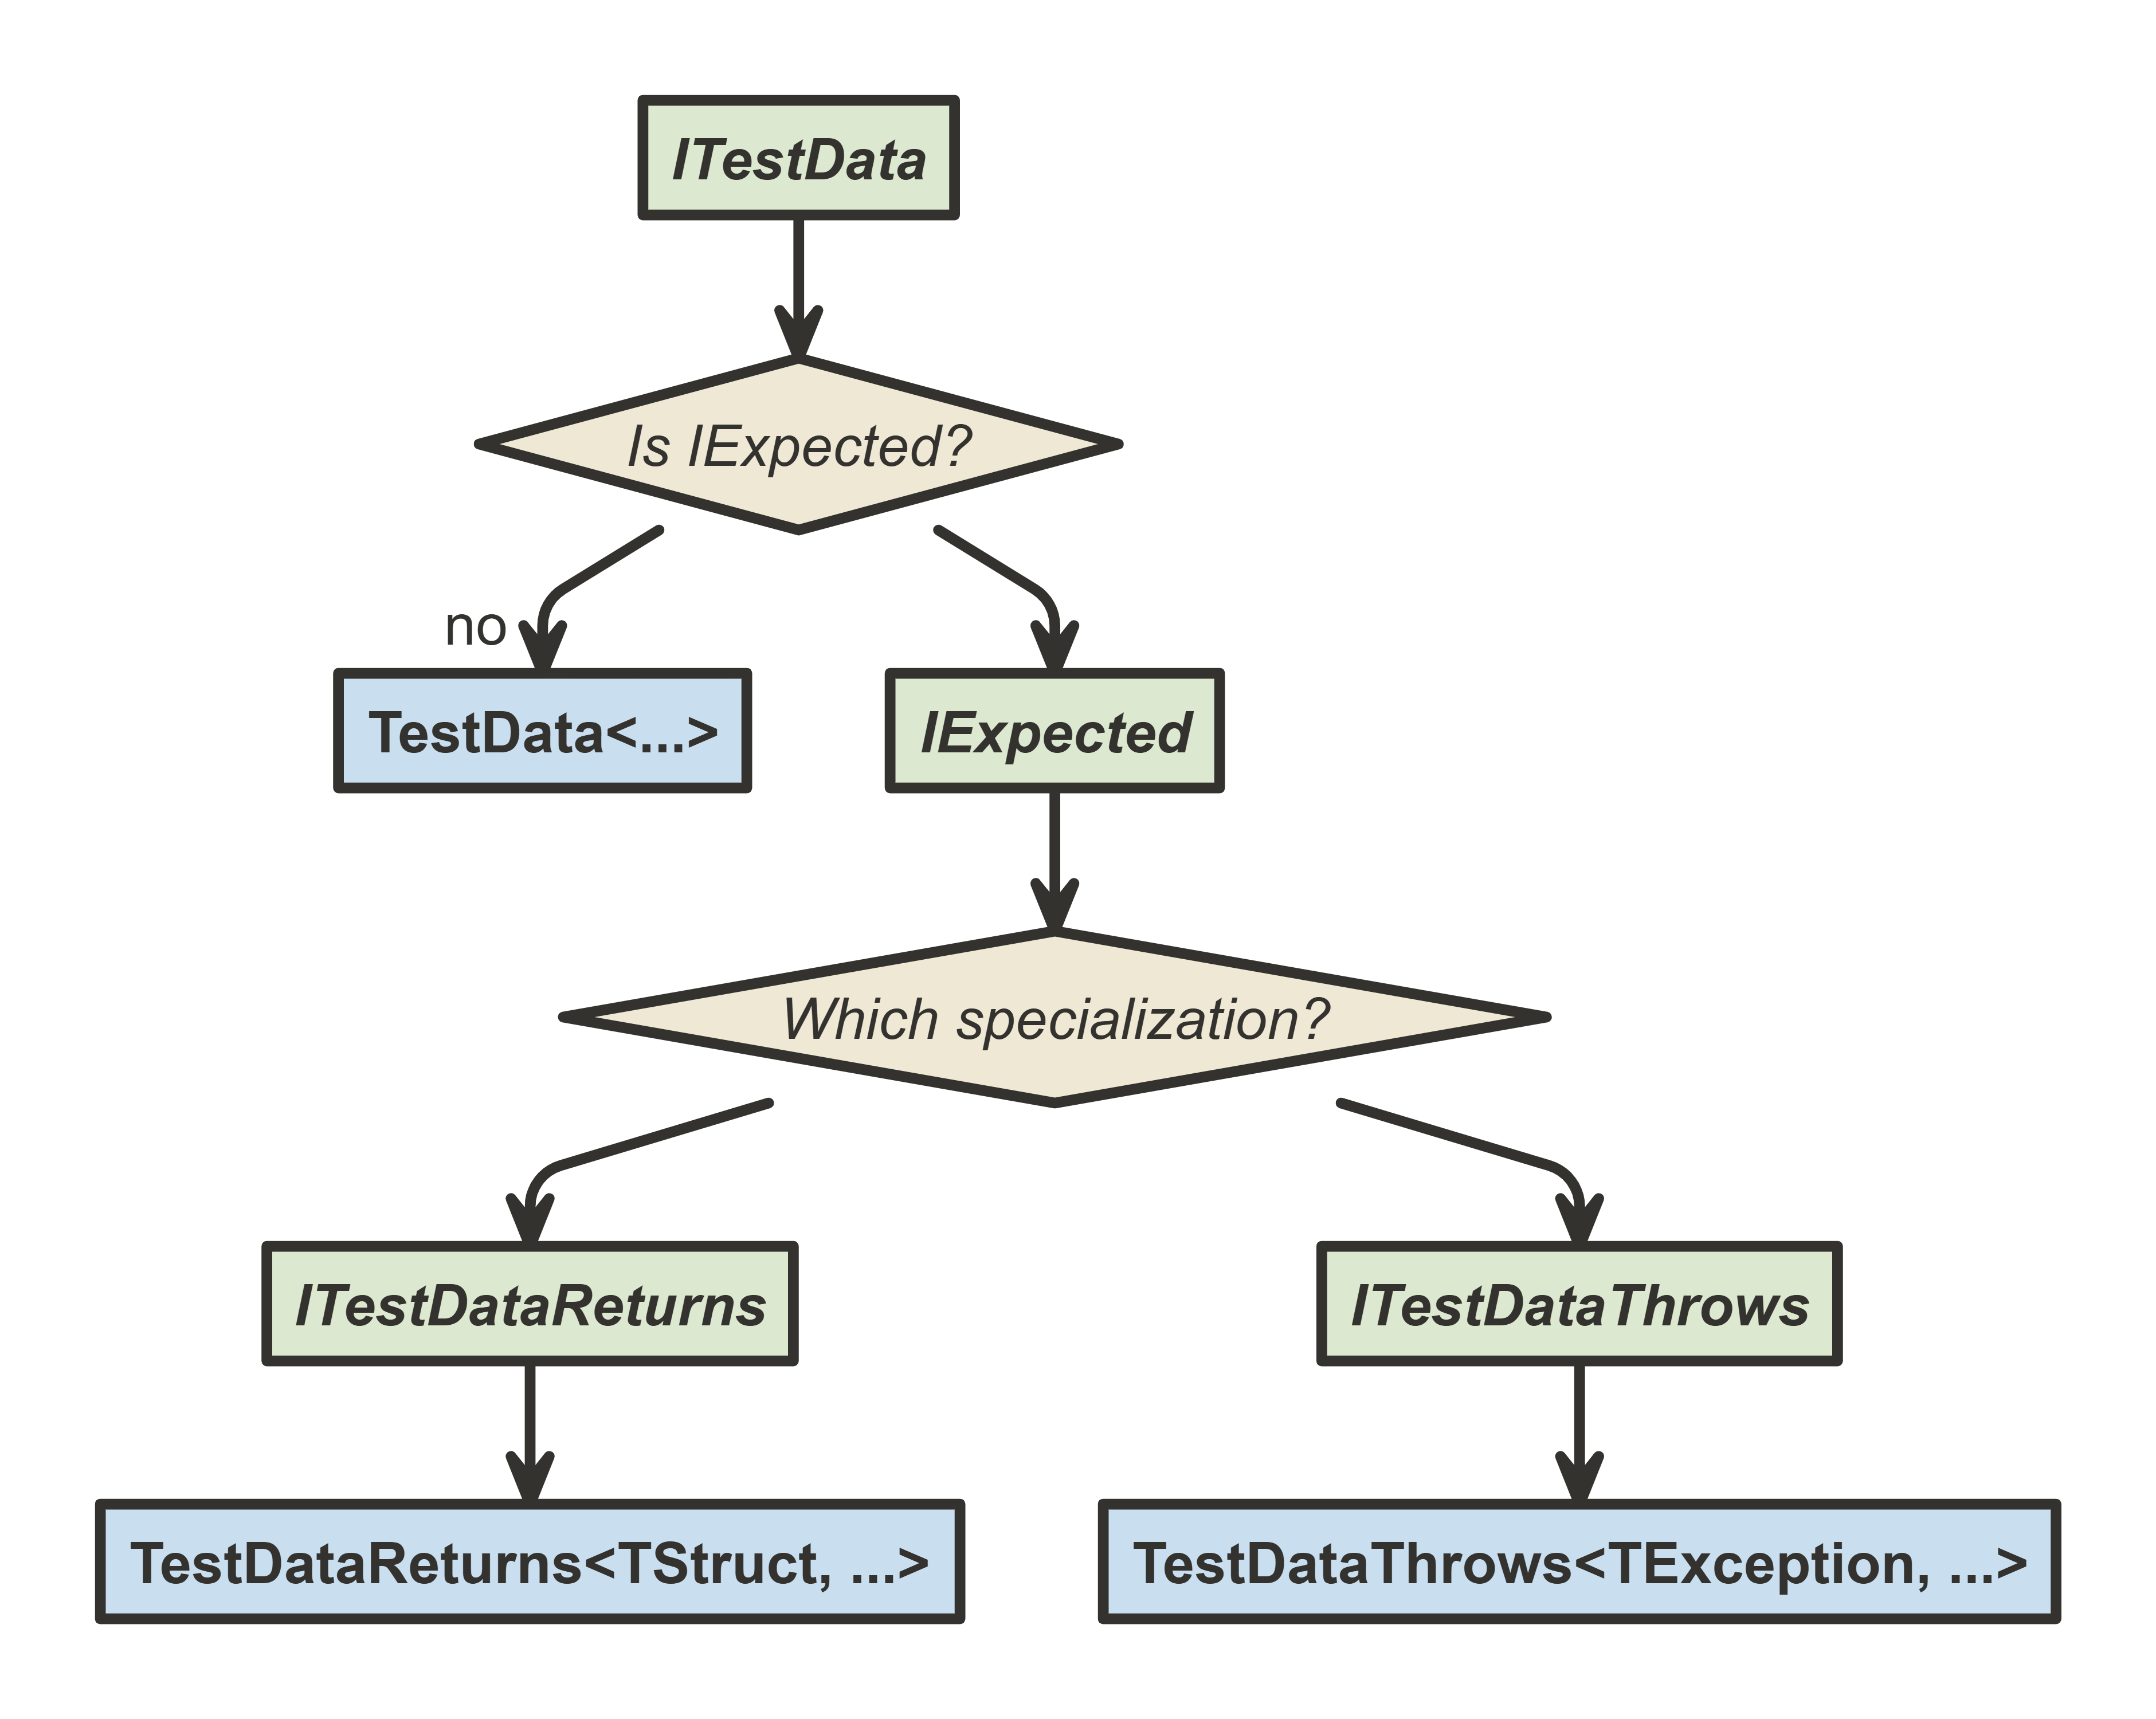 ITestData
Is IExpected?
no
TestData<...>
IExpected
Which specialization?
ITestDataReturns
ITestDataThrows
TestDataReturns<TStruct, ...>
TestDataThrows<TException, ...>